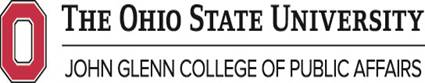 THE OHIO STATE UNIVERSITY
JOHN GLENN COLLEGE OF PUBLIC AFFAIRS